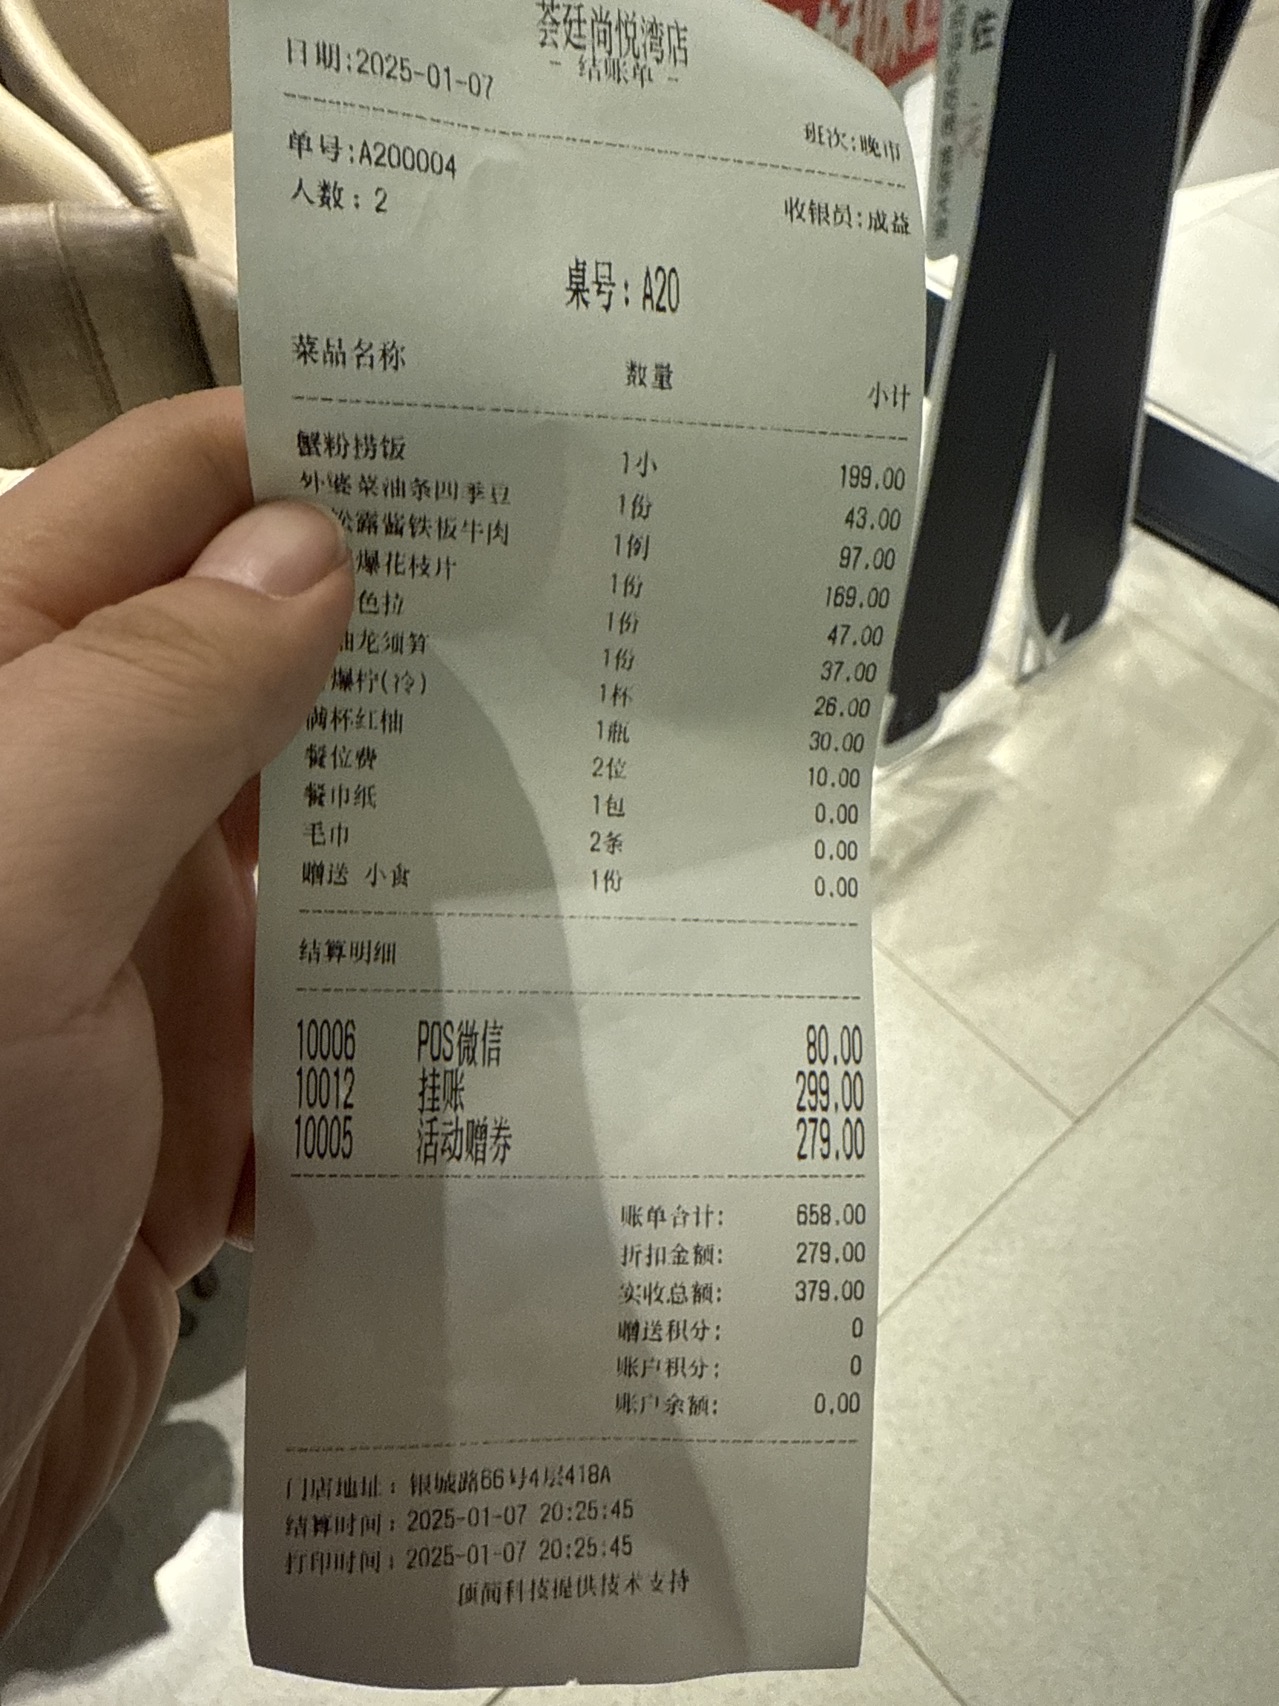 荟廷尚悦湾店
- 结账单 -
日期:2025-01-07
班次:晚市
单号:A200004
人数：2
收银员:成益
桌号：A20
菜品名称 数量 小计
蟹粉捞饭 1小 199.00
外婆菜油条四季豆 1份 43.00
松露酱铁板牛肉 1例 97.00
爆花枝片 1份 169.00
色拉 1份 47.00
油龙须笋 1份 37.00
爆柠(冷) 1杯 26.00
满杯红柚 1瓶 30.00
餐位费 2位 10.00
餐巾纸 1包 0.00
毛巾 2条 0.00
赠送 小食 1份 0.00
结算明细
10006 POS微信 80.00
10012 挂账 299.00
10005 活动赠券 279.00
账单合计: 658.00
折扣金额: 279.00
实收总额: 379.00
赠送积分: 0
账户积分: 0
账户余额: 0.00
门店地址：银城路66号4层418A
结算时间：2025-01-07 20:25:45
打印时间：2025-01-07 20:25:45
顶简科技提供技术支持